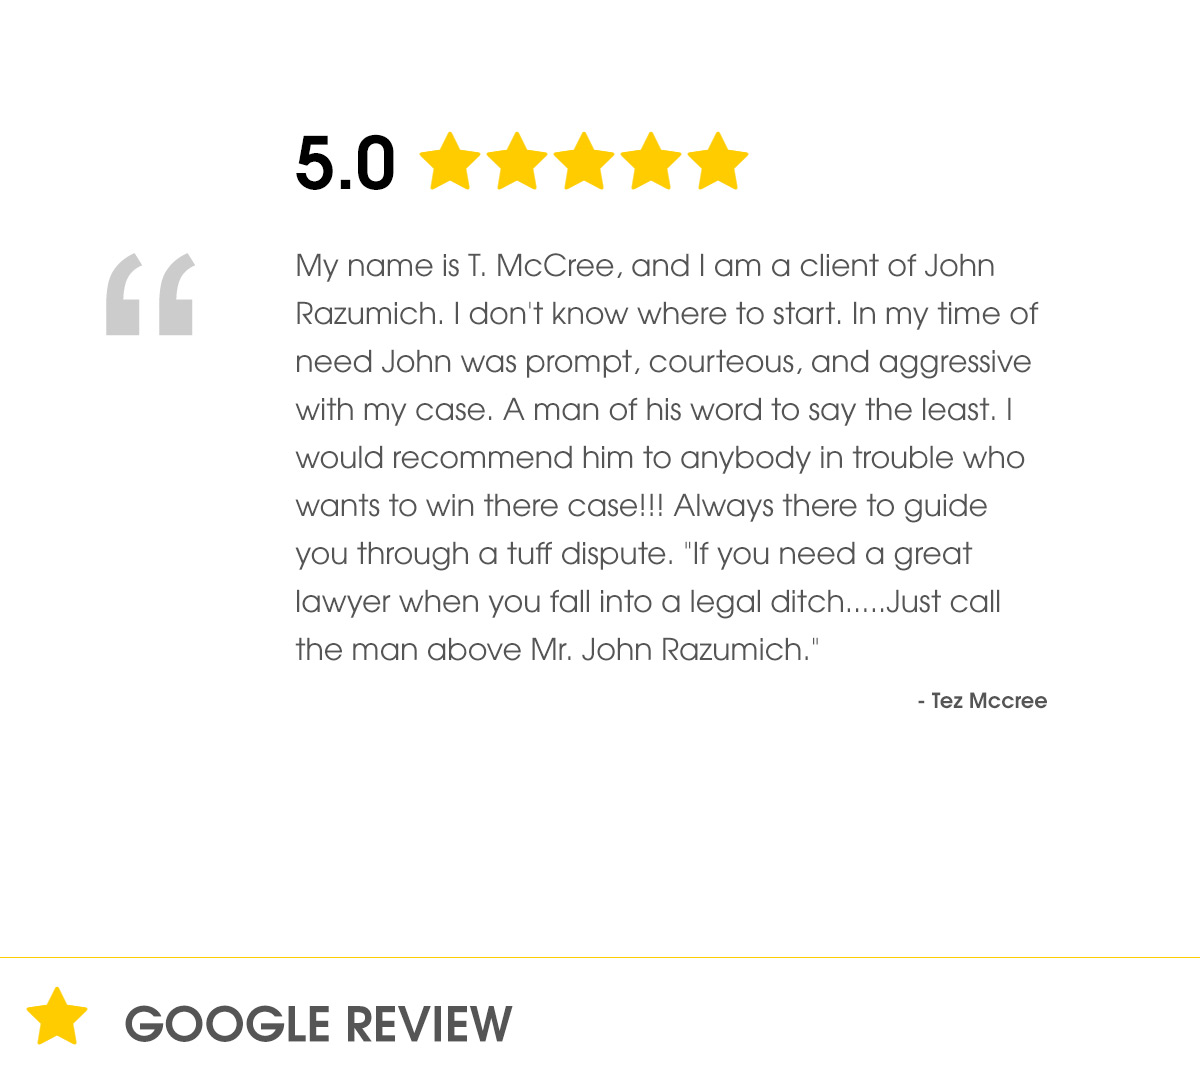 5.0
“
My name is T. McCree, and I am a client of John
Razumich. I don't know where to start. In my time of
need John was prompt, courteous, and aggressive
with my case. A man of his word to say the least. I
would recommend him to anybody in trouble who
wants to win there case!!! Always there to guide
you through a tuff dispute. "If you need a great
lawyer when you fall into a legal ditch.....Just call
the man above Mr. John Razumich."
- Tez Mccree
GOOGLE REVIEW